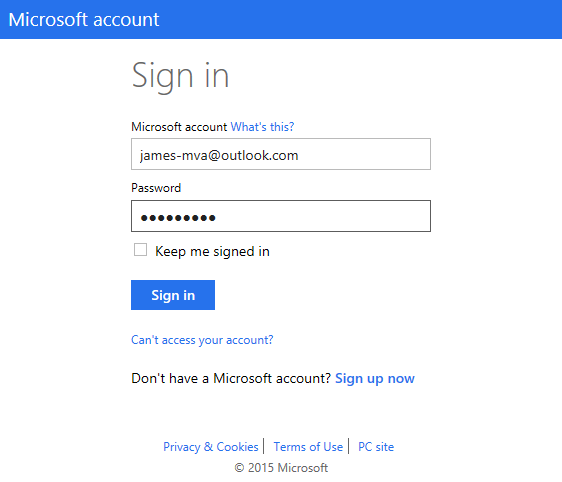 Microsoft account
Sign in
Microsoft account What's this?
james-mva@outlook.com
Password
●●●●●●●●●
Keep me signed in
Sign in
Can't access your account?
Don't have a Microsoft account? Sign up now
Privacy & Cookies | Terms of Use | PC site
© 2015 Microsoft